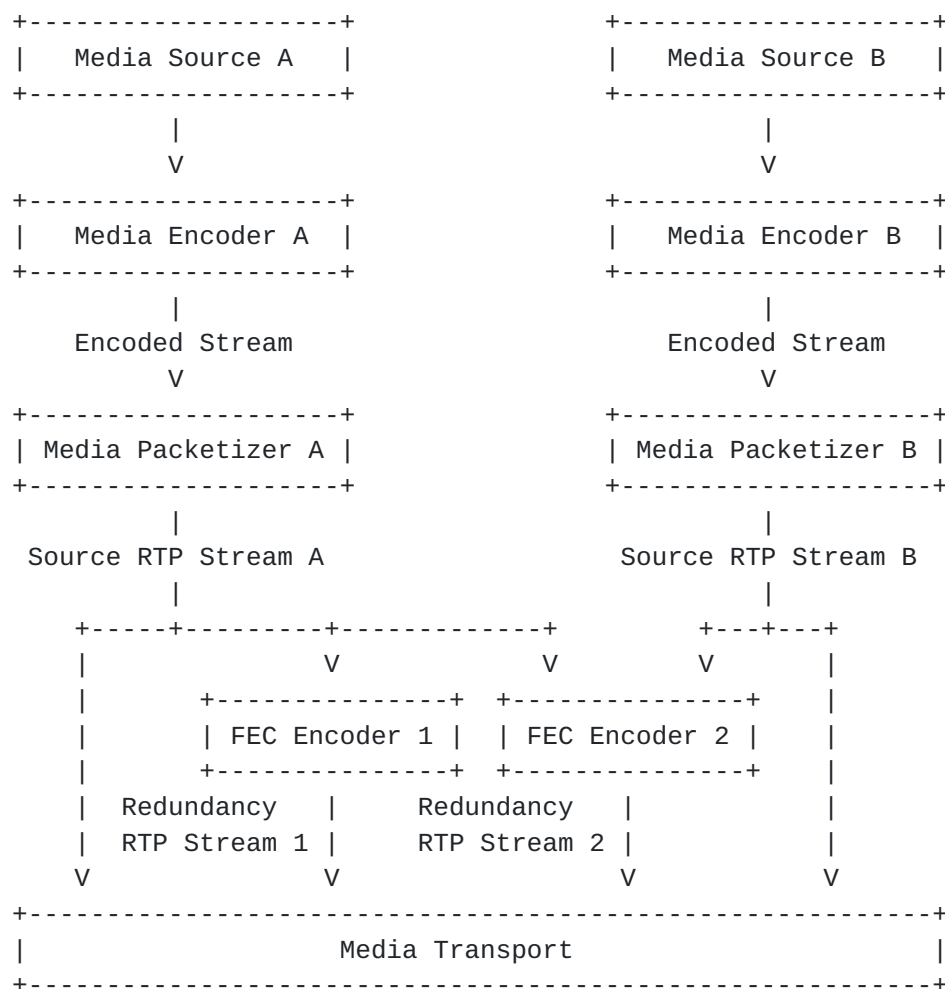 +--------------------+                +--------------------+
|   Media Source A   |                |   Media Source B   |
+--------------------+                +--------------------+
          |                                     |
          V                                     V
+--------------------+                +--------------------+
|   Media Encoder A  |                |   Media Encoder B  |
+--------------------+                +--------------------+
          |                                     |
    Encoded Stream                        Encoded Stream
          V                                     V
+--------------------+                +--------------------+
| Media Packetizer A |                | Media Packetizer B |
+--------------------+                +--------------------+
          |                                     |
 Source RTP Stream A                   Source RTP Stream B
          |                                     |
    +-----+---------+-------------+         +---+---+
    |               V             V         V       |
    |       +---------------+  +---------------+    |
    |       | FEC Encoder 1 |  | FEC Encoder 2 |    |
    |       +---------------+  +---------------+    |
    |  Redundancy   |     Redundancy   |            |
    |  RTP Stream 1 |     RTP Stream 2 |            |
    V               V                  V            V
+----------------------------------------------------------+
|                    Media Transport                       |
+----------------------------------------------------------+